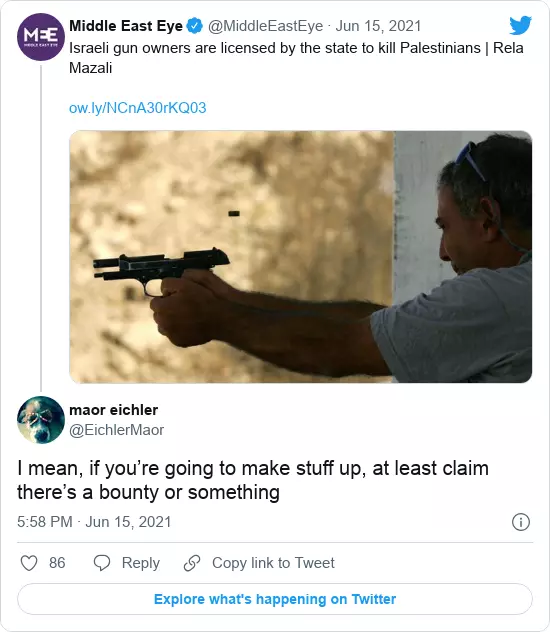 MEE
MIDDLE EAST EYE
Middle East Eye @MiddleEastEye · Jun 15, 2021
Israeli gun owners are licensed by the state to kill Palestinians | Rela
Mazali
ow.ly/NCnA30rKQ03
maor eichler
@EichlerMaor
I mean, if you’re going to make stuff up, at least claim
there’s a bounty or something
5:58 PM · Jun 15, 2021
86 Reply Copy link to Tweet
Explore what's happening on Twitter